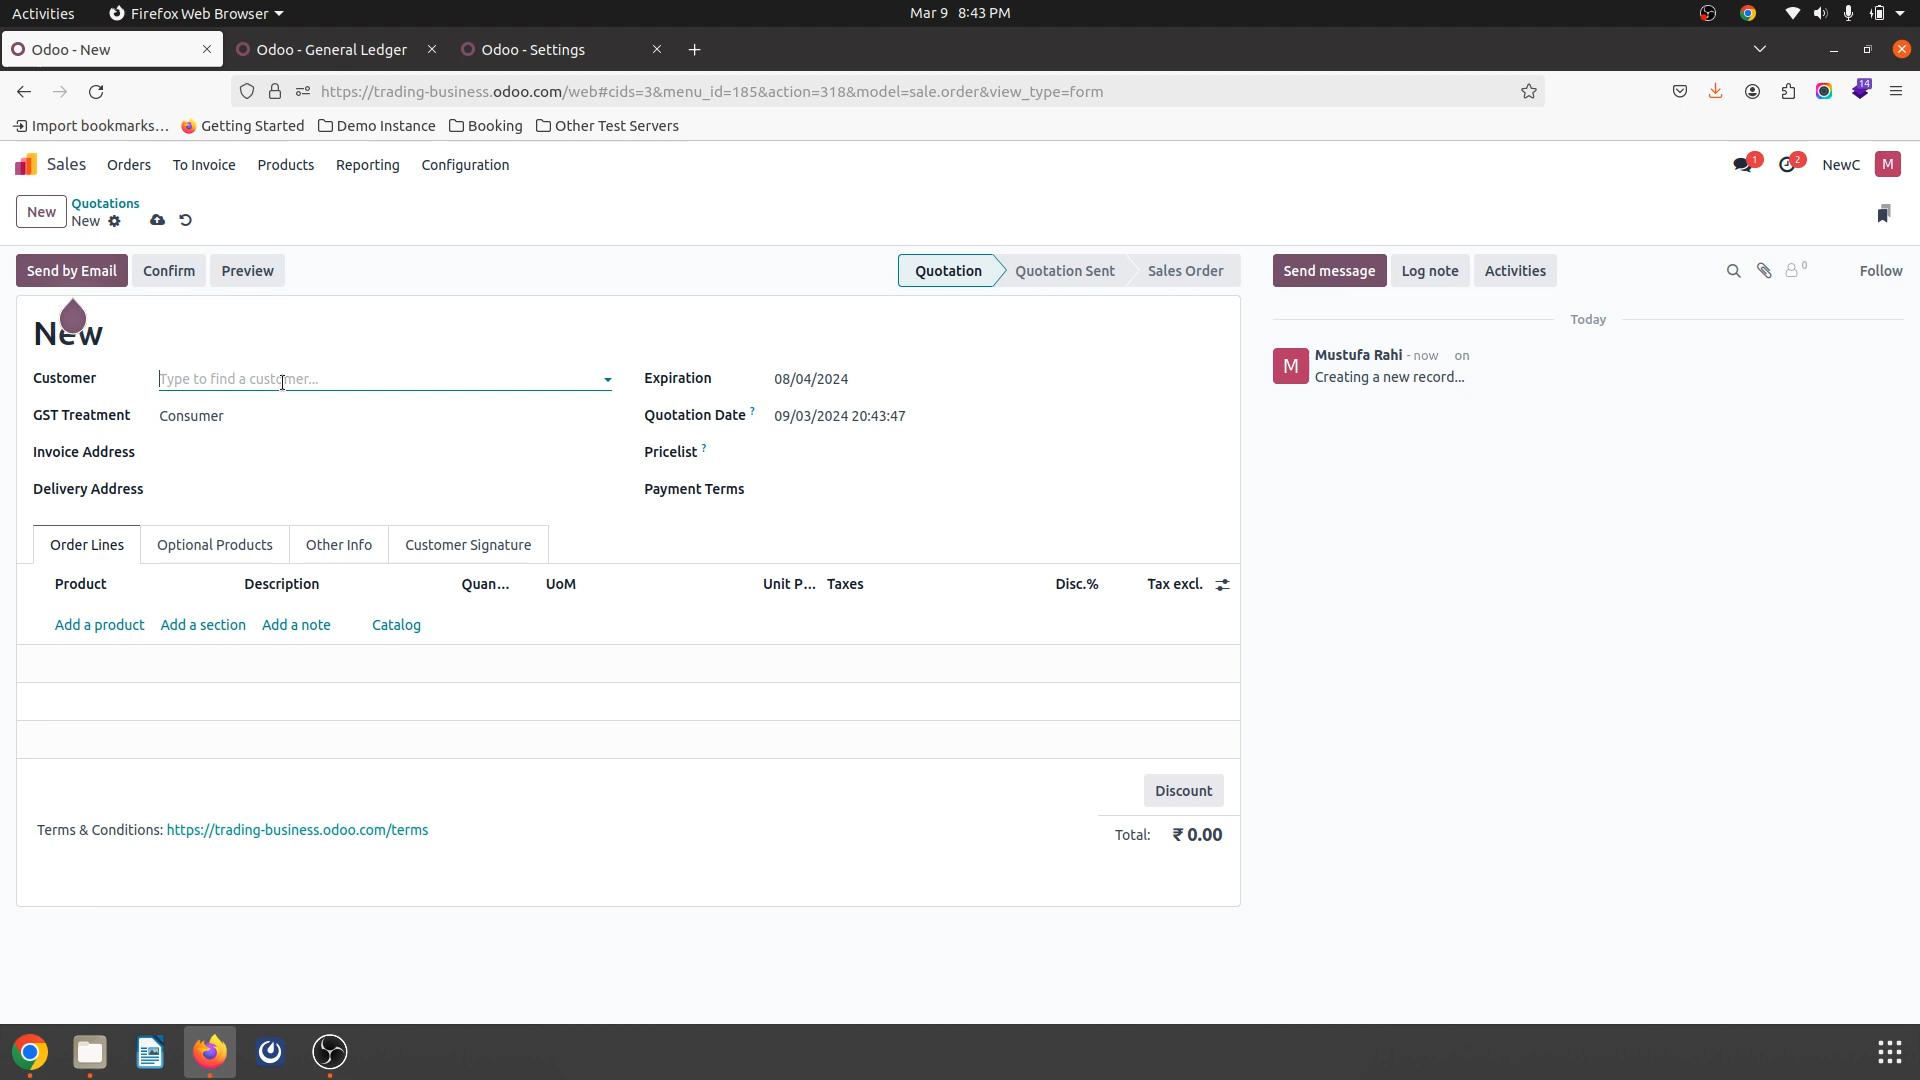 Activities Firefox Web Browser Mar 9 8:43 PM
Odoo - New Odoo - General Ledger Odoo - Settings
https://trading-business.odoo.com/web#cids=3&menu_id=185&action=318&model=sale.order&view_type=form 14
Import bookmarks... Getting Started Demo Instance Booking Other Test Servers
Sales Orders To Invoice Products Reporting Configuration 1 2 NewC M
New Quotations
New
Send by Email Confirm Preview Quotation Quotation Sent Sales Order Send message Log note Activities 0 Follow
New
Today
Customer Type to find a customer... Expiration 08/04/2024
M Mustufa Rahi - now on
Creating a new record...
GST Treatment Consumer Quotation Date ? 09/03/2024 20:43:47
Invoice Address Pricelist ?
Delivery Address Payment Terms
Order Lines Optional Products Other Info Customer Signature
Product Description Quan... UoM Unit P... Taxes Disc.% Tax excl.
Add a product Add a section Add a note Catalog
Discount
Terms & Conditions: https://trading-business.odoo.com/terms Total: ₹ 0.00